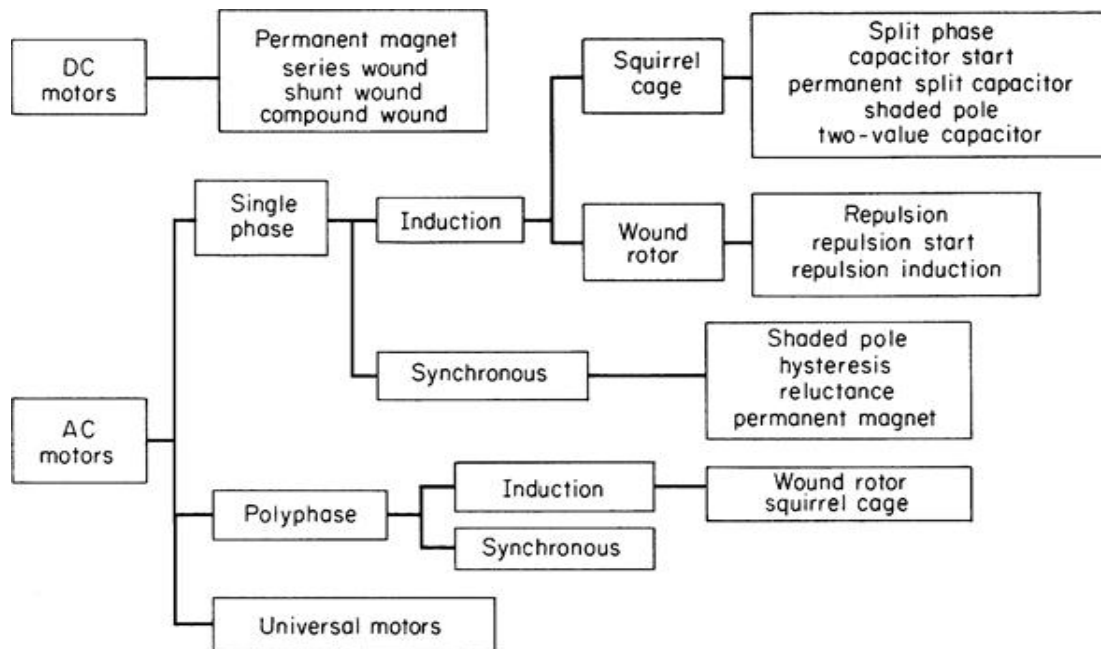 DC
motors
Permanent magnet
series wound
shunt wound
compound wound
Squirrel
cage
Split phase
capacitor start
permanent split capacitor
shaded pole
two-value capacitor
Single
phase
Induction
Wound
rotor
Repulsion
repulsion start
repulsion induction
Synchronous
Shaded pole
hysteresis
reluctance
permanent magnet
AC
motors
Polyphase
Induction
Wound rotor
squirrel cage
Synchronous
Universal motors